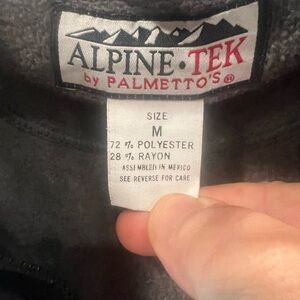 ALPINE•TEK
by PALMETTO'S®
SIZE
M
72 % POLYESTER
28 % RAYON
ASSEMBLED IN MEXICO
SEE REVERSE FOR CARE